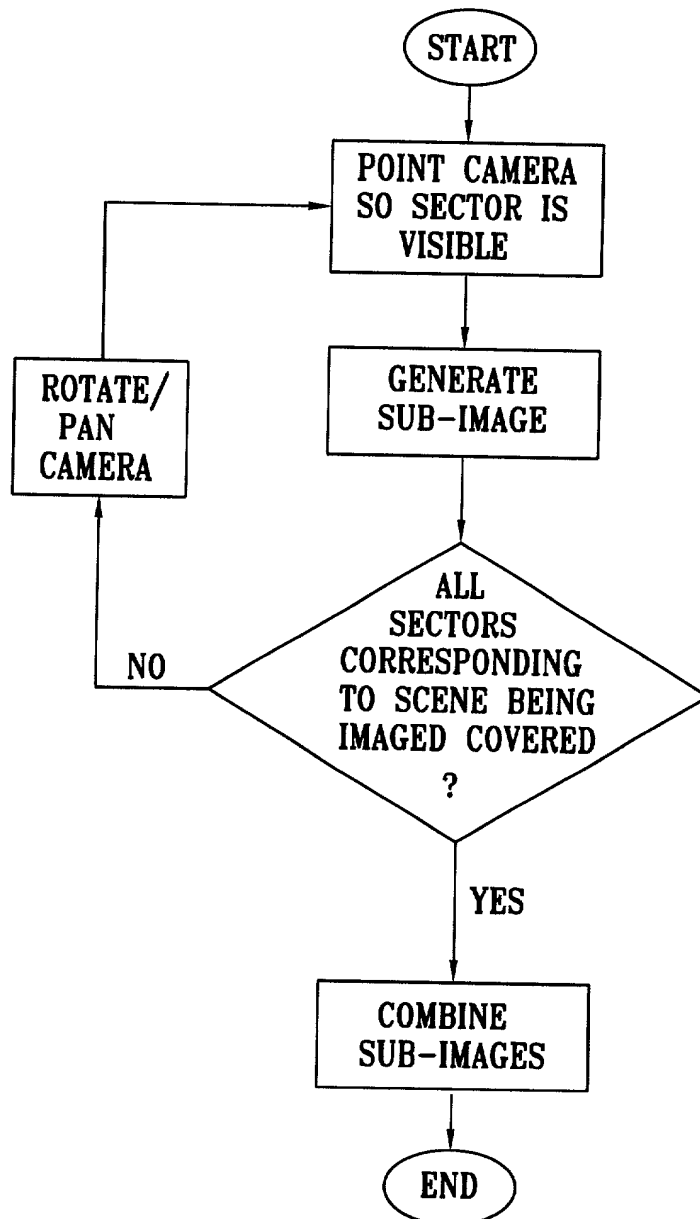 START
POINT CAMERA
SO SECTOR IS
VISIBLE
GENERATE
SUB-IMAGE
ROTATE/
PAN
CAMERA
ALL
SECTORS
CORRESPONDING
TO SCENE BEING
IMAGED COVERED
?
NO
YES
COMBINE
SUB-IMAGES
END